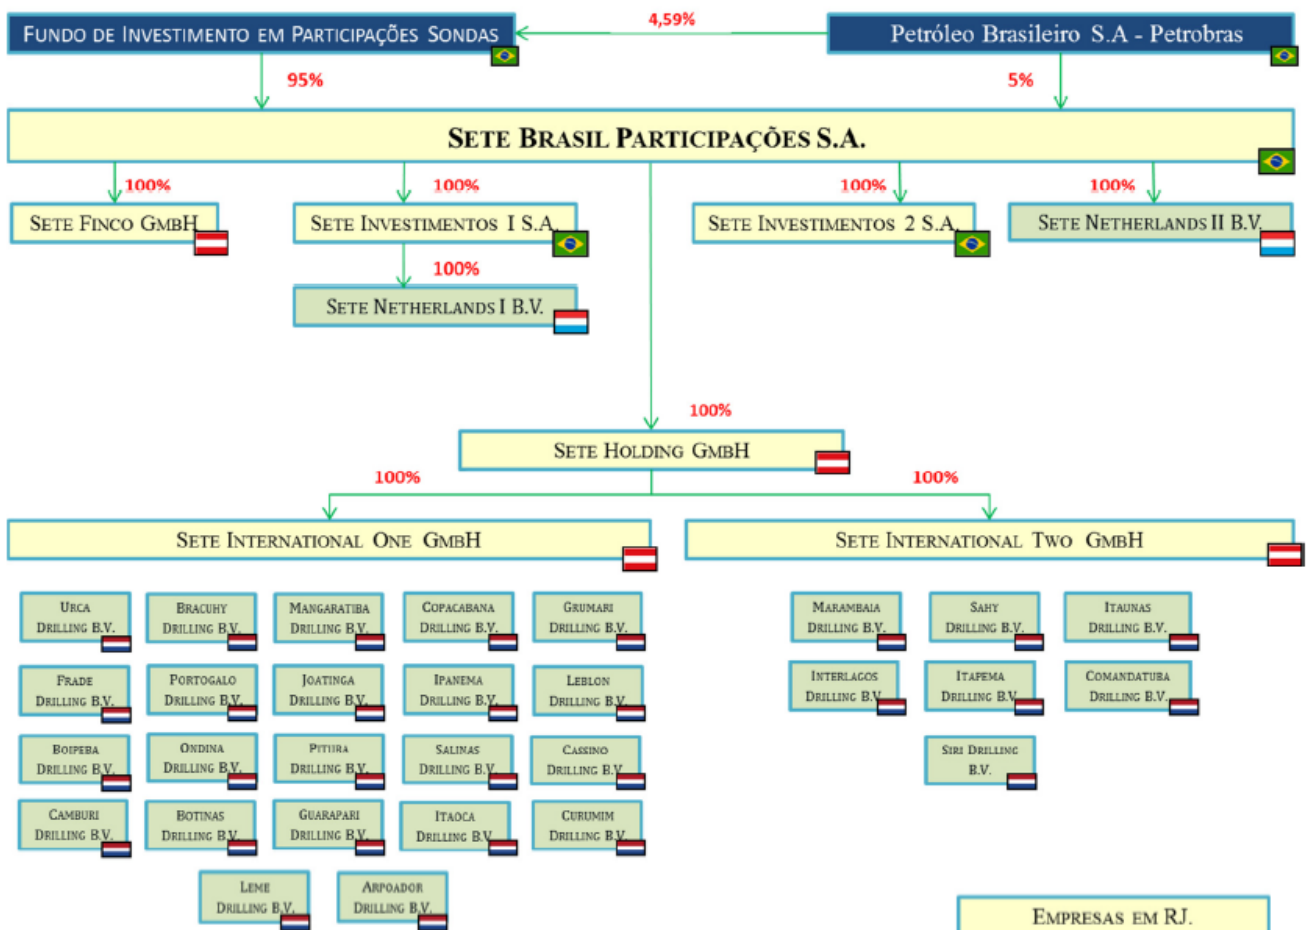 FUNDO DE INVESTIMENTO EM PARTICIPAÇÕES SONDAS
4,59%
Petróleo Brasileiro S.A - Petrobras
95%
5%
SETE BRASIL PARTICIPAÇÕES S.A.
100%
100%
100%
100%
SETE FINCO GMBH
SETE INVESTIMENTOS I S.A.
SETE INVESTIMENTOS 2 S.A.
SETE NETHERLANDS II B.V.
100%
SETE NETHERLANDS I B.V.
100%
SETE HOLDING GMBH
100%
100%
SETE INTERNATIONAL ONE GMBH
SETE INTERNATIONAL TWO GMBH
URCA
DRILLING B.V.
BRACUHY
DRILLING B.V.
MANGARATIBA
DRILLING B.V.
COPACABANA
DRILLING B.V.
GRUMARI
DRILLING B.V.
MARAMBAIA
DRILLING B.V.
SAHY
DRILLING B.V.
ITAUNAS
DRILLING B.V.
FRADE
DRILLING B.V.
PORTOGALO
DRILLING B.V.
JOATINGA
DRILLING B.V.
IPANEMA
DRILLING B.V.
LEBLON
DRILLING B.V.
INTERLAGOS
DRILLING B.V.
ITAPEMA
DRILLING B.V.
COMANDATUBA
DRILLING B.V.
BOIPEBA
DRILLING B.V.
ONDINA
DRILLING B.V.
PITUBA
DRILLING B.V.
SALINAS
DRILLING B.V.
CASSINO
DRILLING B.V.
SIRI DRILLING
B.V.
CAMBURI
DRILLING B.V.
BOTINAS
DRILLING B.V.
GUARAPARI
DRILLING B.V.
ITAOCA
DRILLING B.V.
CURUMIM
DRILLING B.V.
LEME
DRILLING B.V.
ARPOADOR
DRILLING B.V.
EMPRESAS EM RJ.